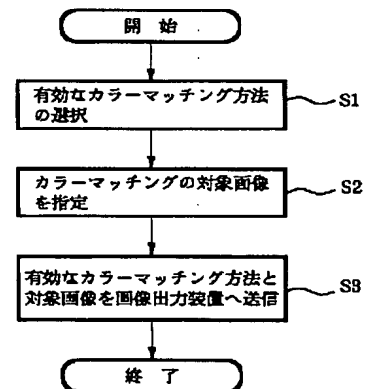 開 始
有効なカラーマッチング方法
の選択
S1
カラーマッチングの対象画像
を指定
S2
有効なカラーマッチング方法と
対象画像を画像出力装置へ送信
S3
終 了